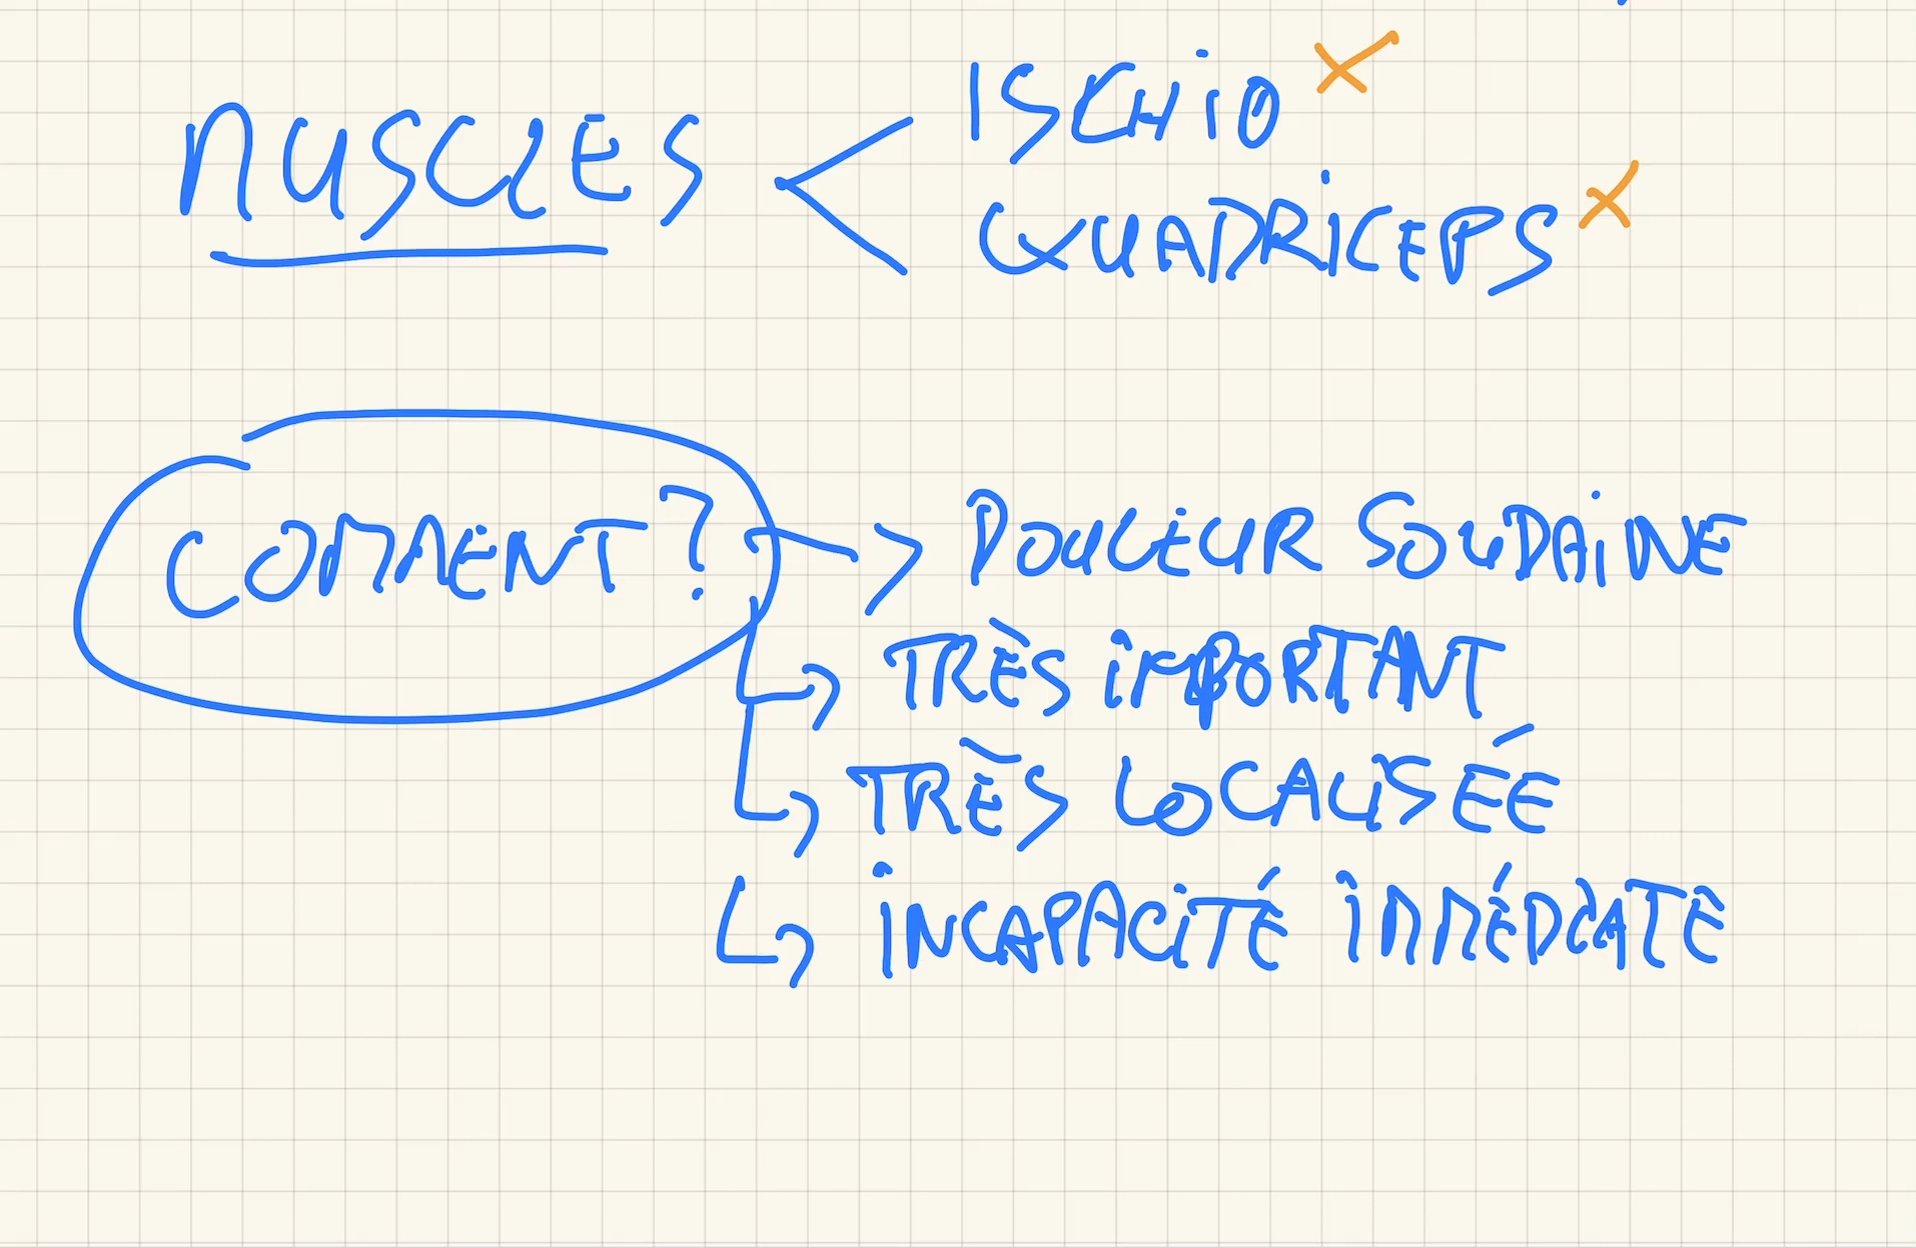 MUSCLES < ISCHIO X
QUADRICEPS X
COMMENT ? -> DOULEUR SOUDAINE
TRÈS IMPORTANT
TRÈS LOCALISÉE
INCAPACITÉ IMMÉDIATE